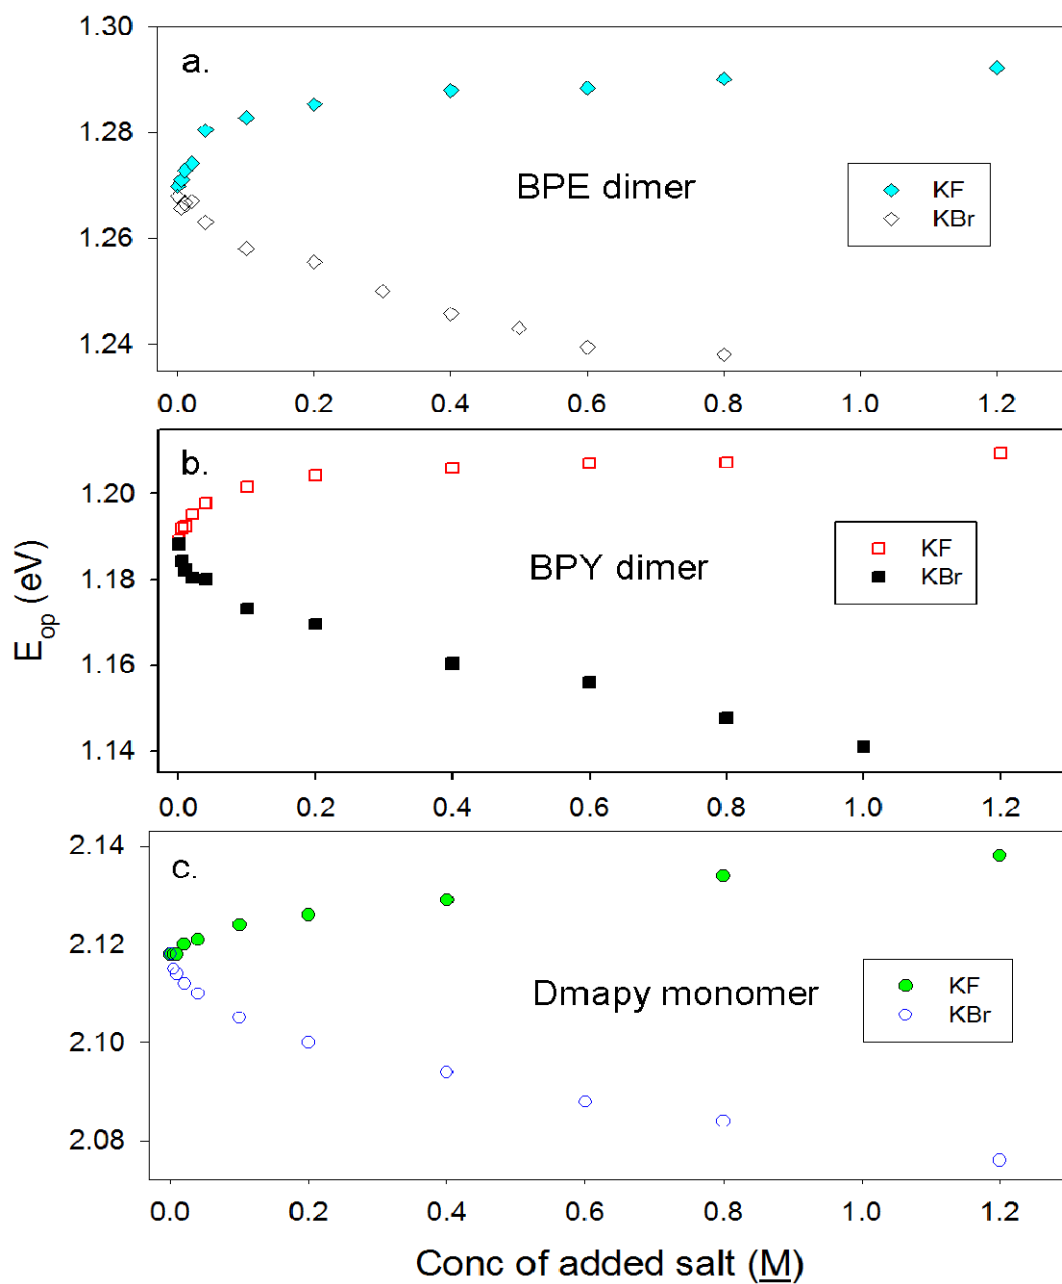 1.30
a.
1.28
BPE dimer
KF
KBr
1.26
1.24
0.0 0.2 0.4 0.6 0.8 1.0 1.2
b.
1.20
BPY dimer
KF
KBr
1.18
1.16
1.14
E_op (eV)
0.0 0.2 0.4 0.6 0.8 1.0 1.2
2.14
c.
2.12
Dmapy monomer
KF
KBr
2.10
2.08
0.0 0.2 0.4 0.6 0.8 1.0 1.2
Conc of added salt (M)